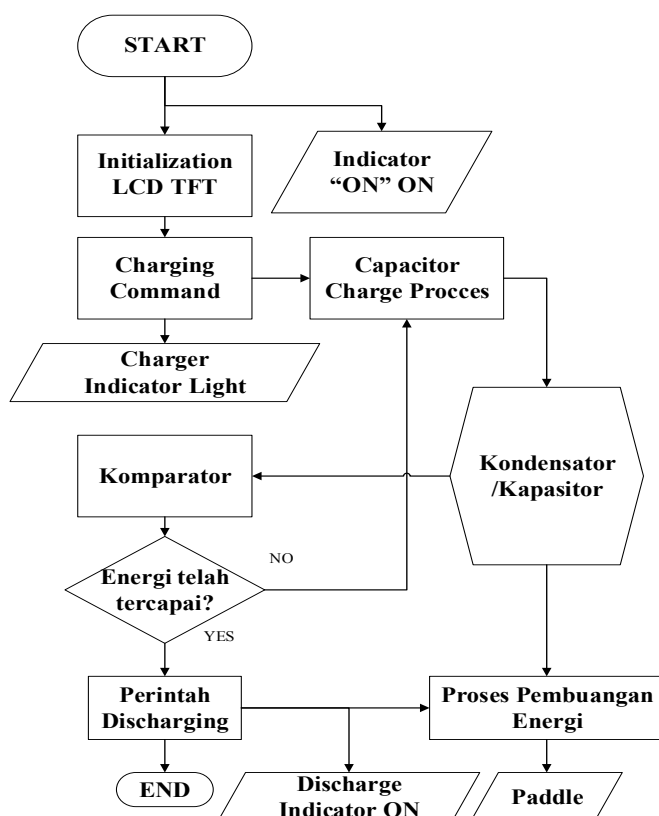 START
Initialization
LCD TFT
Indicator
“ON” ON
Charging
Command
Capacitor
Charge Procces
Charger
Indicator Light
Kondensator
/Kapasitor
Komparator
Energi telah
tercapai?
NO
YES
Perintah
Discharging
Proses Pembuangan
Energi
END
Discharge
Indicator ON
Paddle